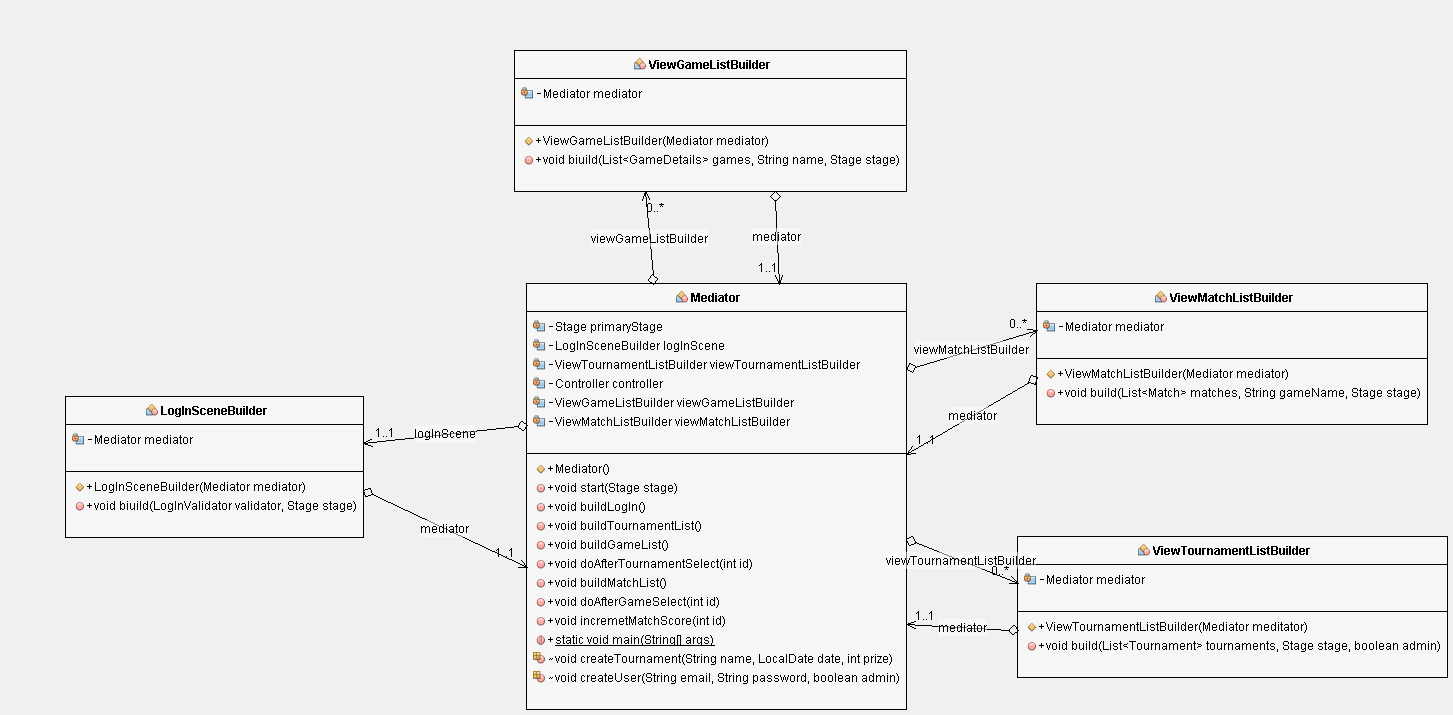 ViewGameListBuilder
-Mediator mediator
+ViewGameListBuilder(Mediator mediator)
+void biuild(List<GameDetails> games, String name, Stage stage)
0..*
viewGameListBuilder
mediator
1..1
Mediator
-Stage primaryStage
-LogInSceneBuilder logInScene
-ViewTournamentListBuilder viewTournamentListBuilder
-Controller controller
-ViewGameListBuilder viewGameListBuilder
-ViewMatchListBuilder viewMatchListBuilder
+Mediator()
+void start(Stage stage)
+void buildLogIn()
+void buildTournamentList()
+void buildGameList()
+void doAfterTournamentSelect(int id)
+void buildMatchList()
+void doAfterGameSelect(int id)
+void incremetMatchScore(int id)
+static void main(String[] args)
~void createTournament(String name, LocalDate date, int prize)
~void createUser(String email, String password, boolean admin)
0..*
viewMatchListBuilder
mediator
1..1
ViewMatchListBuilder
-Mediator mediator
+ViewMatchListBuilder(Mediator mediator)
+void build(List<Match> matches, String gameName, Stage stage)
LogInSceneBuilder
-Mediator mediator
+LogInSceneBuilder(Mediator mediator)
+void biuild(LogInValidator validator, Stage stage)
1..1
logInScene
mediator
1..1
viewTournamentListBuilder
0..*
1..1
mediator
ViewTournamentListBuilder
-Mediator mediator
+ViewTournamentListBuilder(Mediator meditator)
+void build(List<Tournament> tournaments, Stage stage, boolean admin)